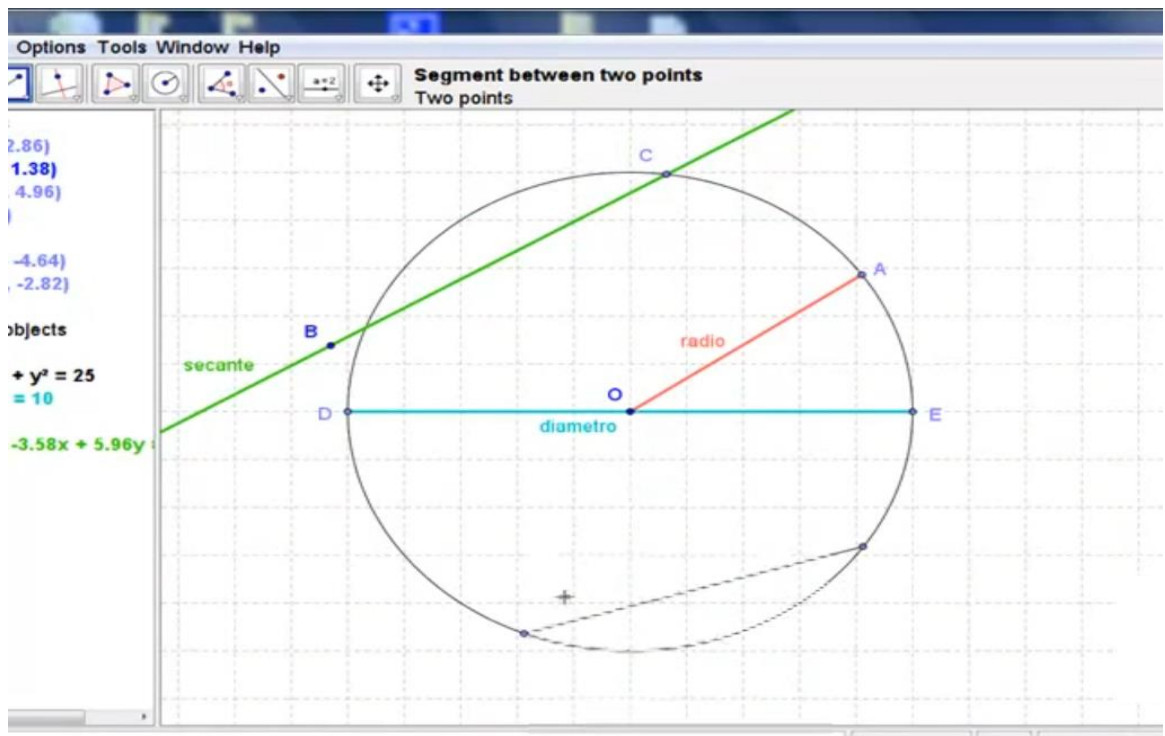 Options Tools Window Help
a=2
Segment between two points
Two points
2.86)
1.38)
4.96)
)
-4.64)
, -2.82)
objects
+ y² = 25
= 10
-3.58x + 5.96y
C
A
B
radio
secante
O
D
E
diametro